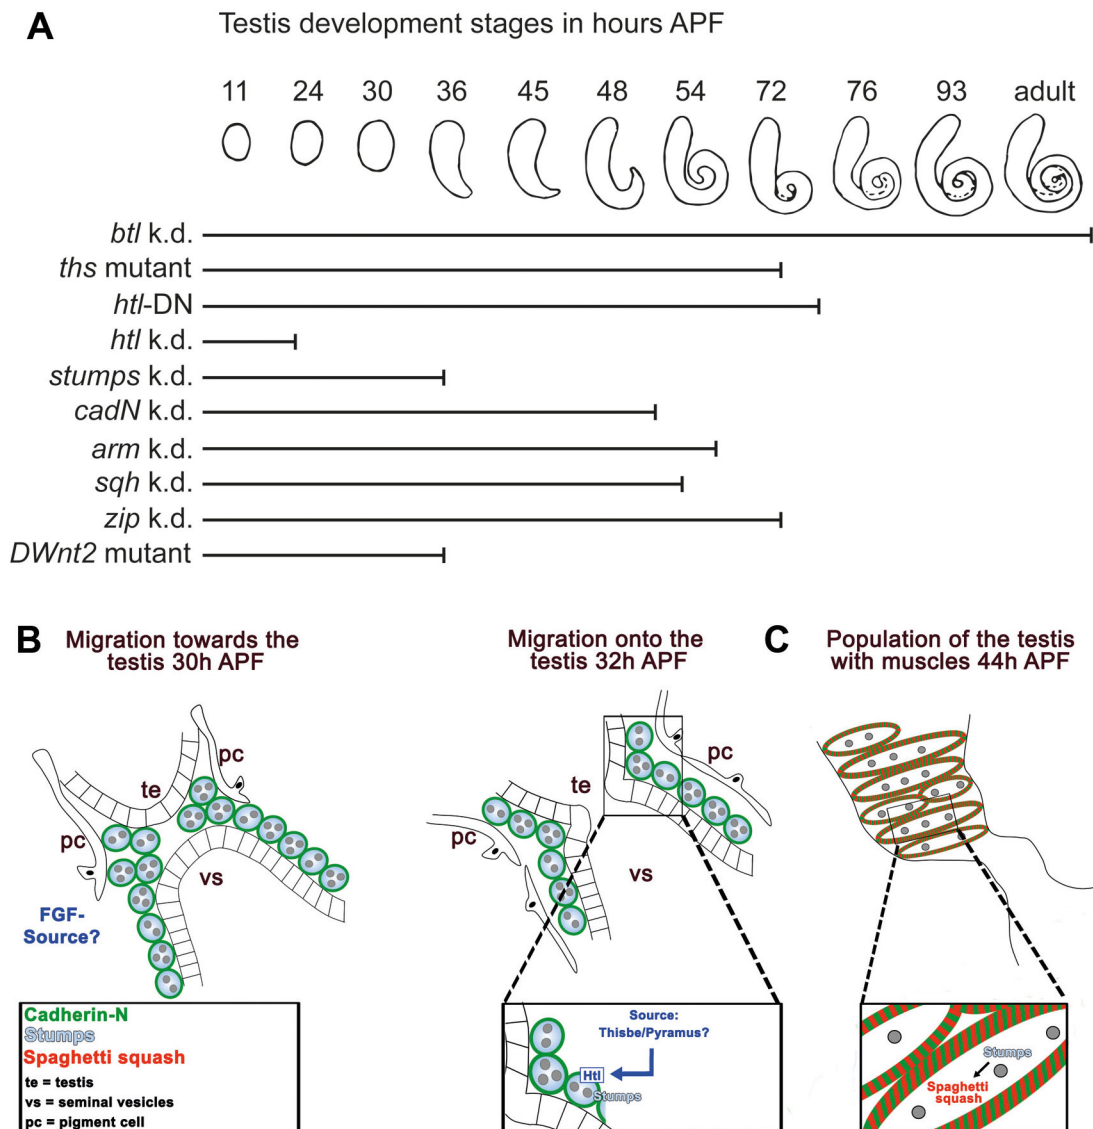 A
Testis development stages in hours APF
11 24 30 36 45 48 54 72 76 93 adult
btl k.d.
ths mutant
htl-DN
htl k.d.
stumps k.d.
cadN k.d.
arm k.d.
sqh k.d.
zip k.d.
DWnt2 mutant
B
Migration towards the
testis 30h APF
pc
te
pc
vs
FGF-
Source?
Cadherin-N
Stumps
Spaghetti squash
te = testis
vs = seminal vesicles
pc = pigment cell
Migration onto the
testis 32h APF
pc
te
pc
vs
Source:
Thisbe/Pyramus?
Htl
Stumps
C
Population of the testis
with muscles 44h APF
Stumps
Spaghetti
squash